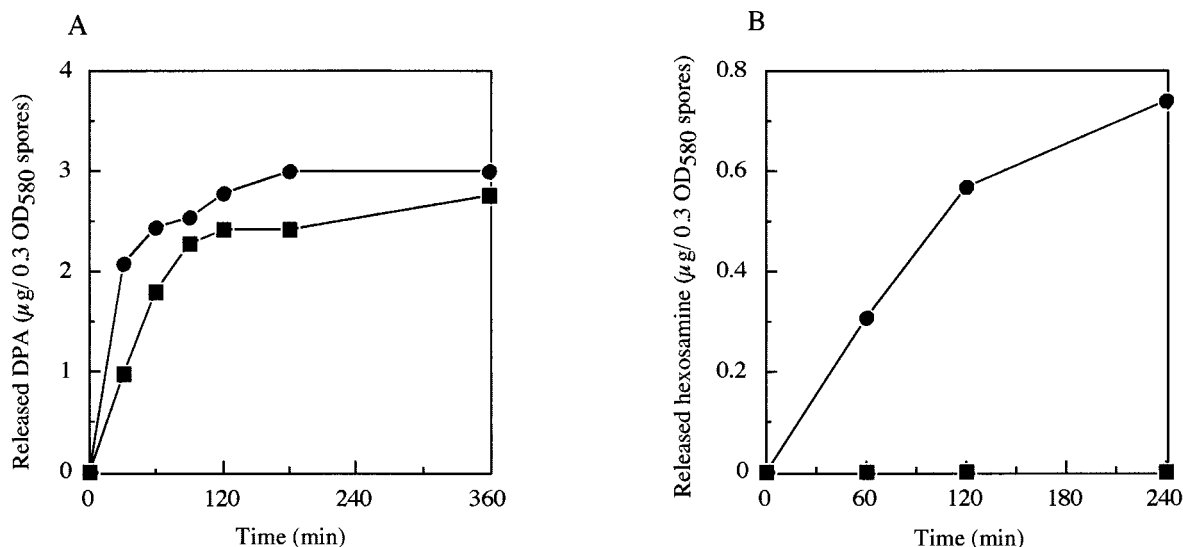 A
Released DPA (µg/ 0.3 OD580 spores)
4
3
2
1
0
0 120 240 360
Time (min)
B
Released hexosamine (µg/ 0.3 OD580 spores)
0.8
0.6
0.4
0.2
0
0 60 120 180 240
Time (min)